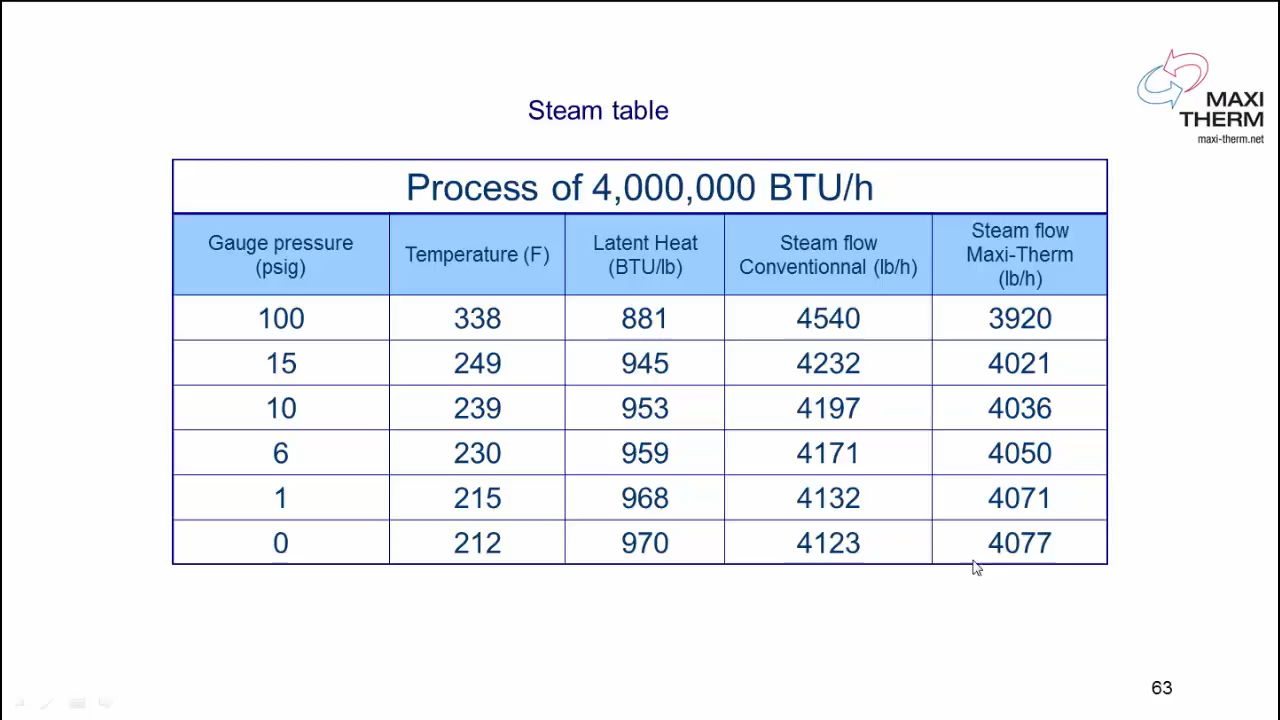 MAXI
THERM
maxi-therm.net
Steam table
Process of 4,000,000 BTU/h
Gauge pressure
(psig)
Temperature (F)
Latent Heat
(BTU/lb)
Steam flow
Conventionnal (lb/h)
Steam flow
Maxi-Therm
(lb/h)
100 338 881 4540 3920
15 249 945 4232 4021
10 239 953 4197 4036
6 230 959 4171 4050
1 215 968 4132 4071
0 212 970 4123 4077
63